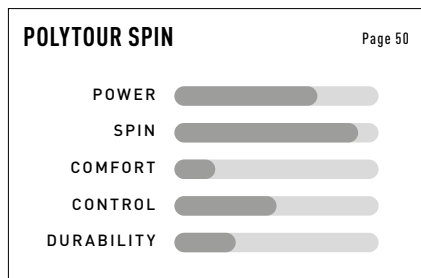 POLYTOUR SPIN
Page 50
POWER
SPIN
COMFORT
CONTROL
DURABILITY